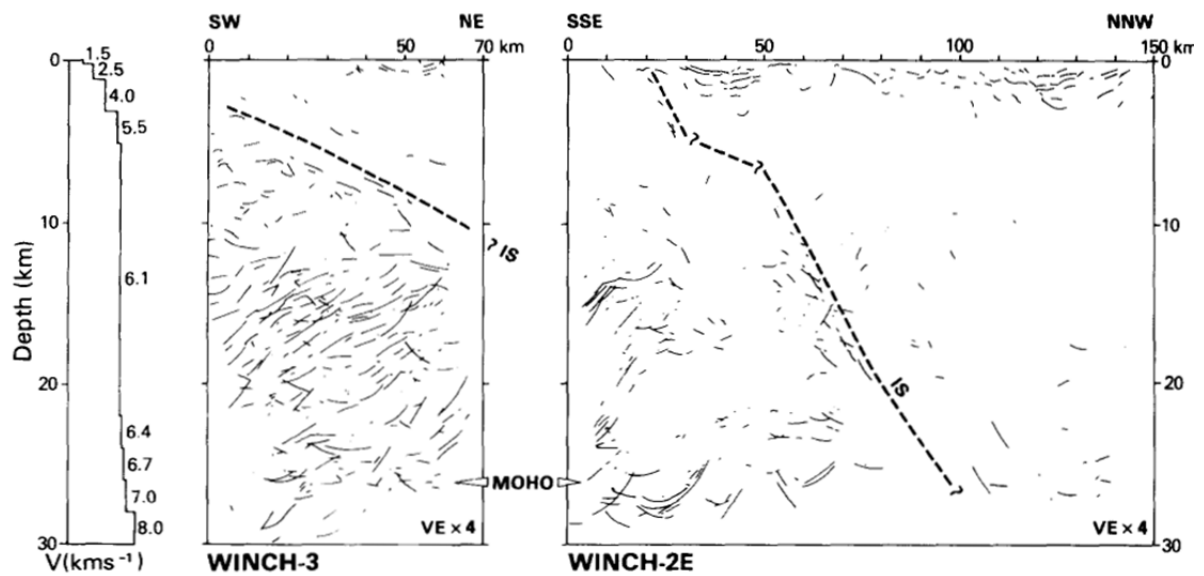 SW NE SSE NNW
0 50 70 km 0 50 100 150 km
0 1.5 0
2.5
4.0
5.5
? ?
10 10
? IS
6.1
Depth (km)
20 IS 20
6.4
6.7
MOHO ?
7.0
8.0 VE × 4 VE × 4
30 30
V(kms⁻¹) WINCH-3 WINCH-2E